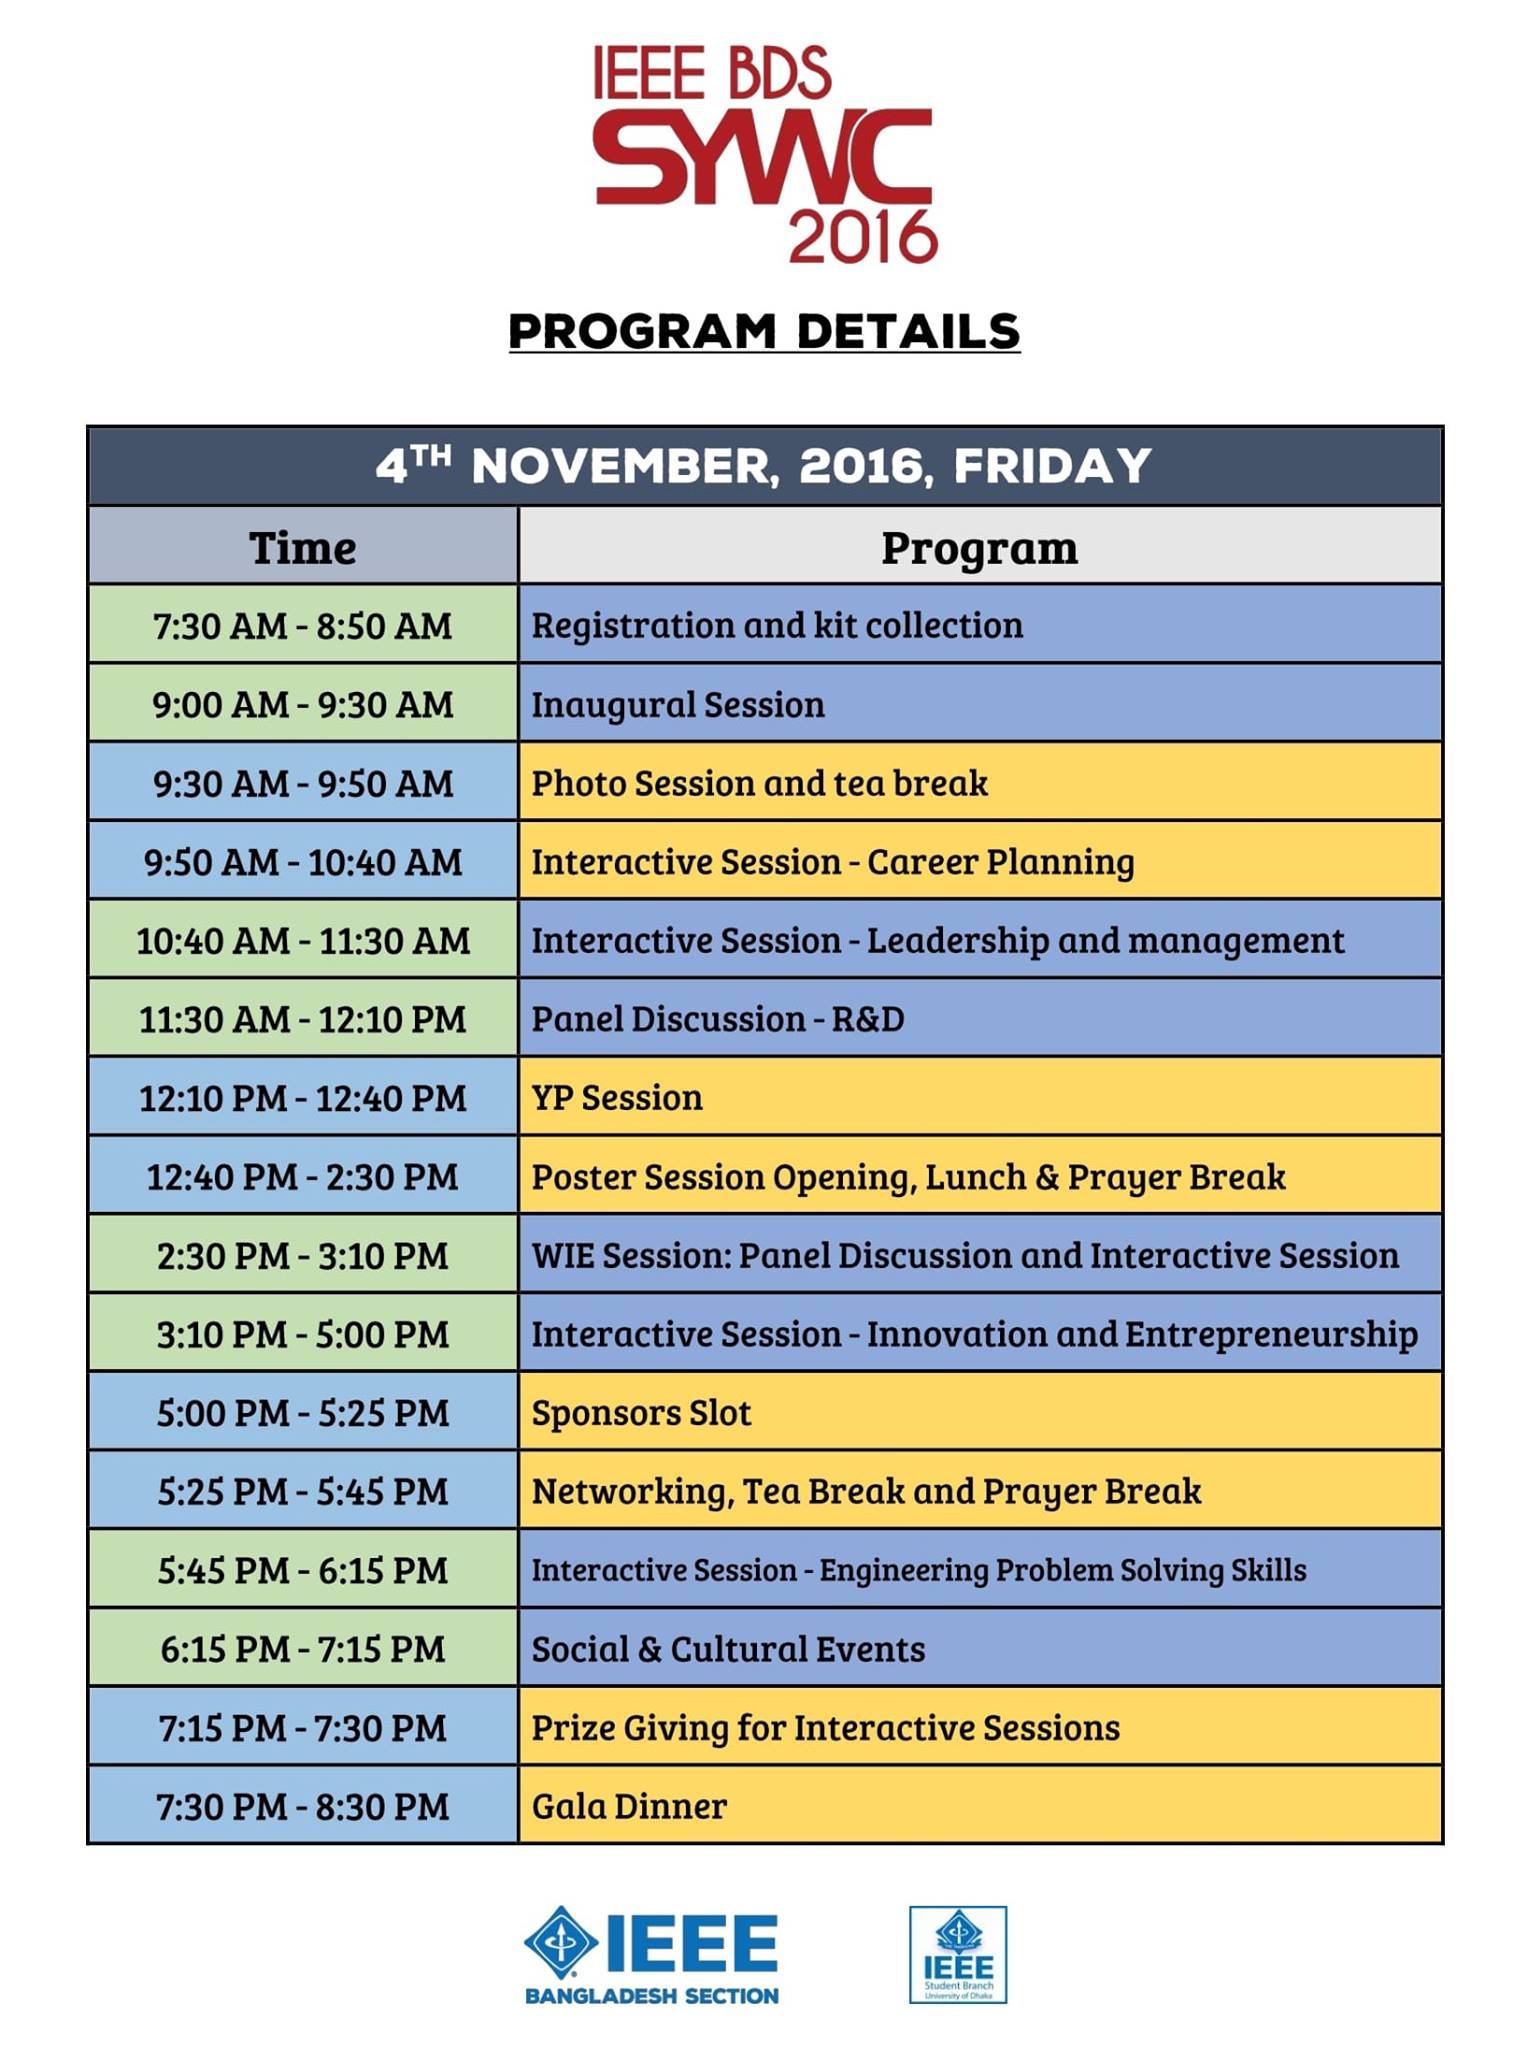 IEEE BDS
SYWC
2016
PROGRAM DETAILS
4TH NOVEMBER, 2016, FRIDAY
Time Program
7:30 AM - 8:50 AM Registration and kit collection
9:00 AM - 9:30 AM Inaugural Session
9:30 AM - 9:50 AM Photo Session and tea break
9:50 AM - 10:40 AM Interactive Session - Career Planning
10:40 AM - 11:30 AM Interactive Session - Leadership and management
11:30 AM - 12:10 PM Panel Discussion - R&D
12:10 PM - 12:40 PM YP Session
12:40 PM - 2:30 PM Poster Session Opening, Lunch & Prayer Break
2:30 PM - 3:10 PM WIE Session: Panel Discussion and Interactive Session
3:10 PM - 5:00 PM Interactive Session - Innovation and Entrepreneurship
5:00 PM - 5:25 PM Sponsors Slot
5:25 PM - 5:45 PM Networking, Tea Break and Prayer Break
5:45 PM - 6:15 PM Interactive Session - Engineering Problem Solving Skills
6:15 PM - 7:15 PM Social & Cultural Events
7:15 PM - 7:30 PM Prize Giving for Interactive Sessions
7:30 PM - 8:30 PM Gala Dinner
IEEE
BANGLADESH SECTION
IEEE
Student Branch
University of Dhaka